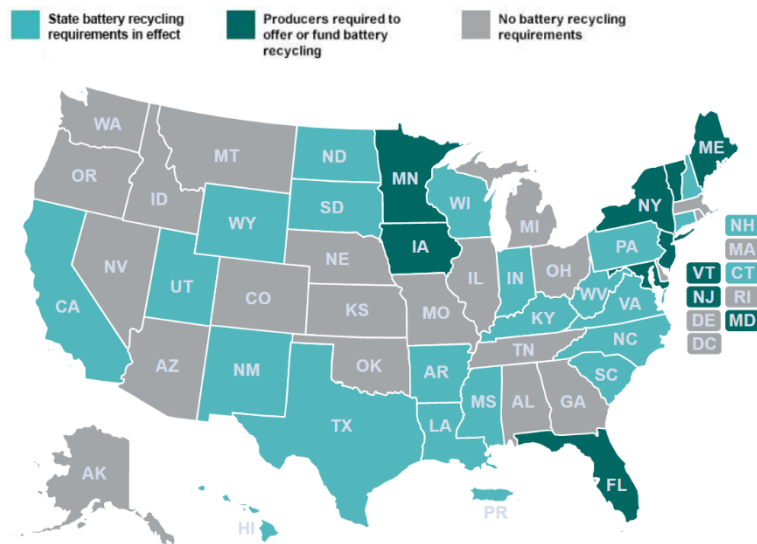 State battery recycling
requirements in effect
Producers required to
offer or fund battery
recycling
No battery recycling
requirements
WA
MT
ND
MN
ME
OR
ID
SD
WI
NY
WY
MI
NH
IA
PA
MA
NE
NV
IL
IN
OH
VT
CT
UT
CO
WV
VA
NJ
RI
CA
KS
MO
KY
DE
MD
NC
DC
TN
AZ
NM
OK
AR
SC
MS
AL
GA
TX
LA
AK
FL
PR
HI